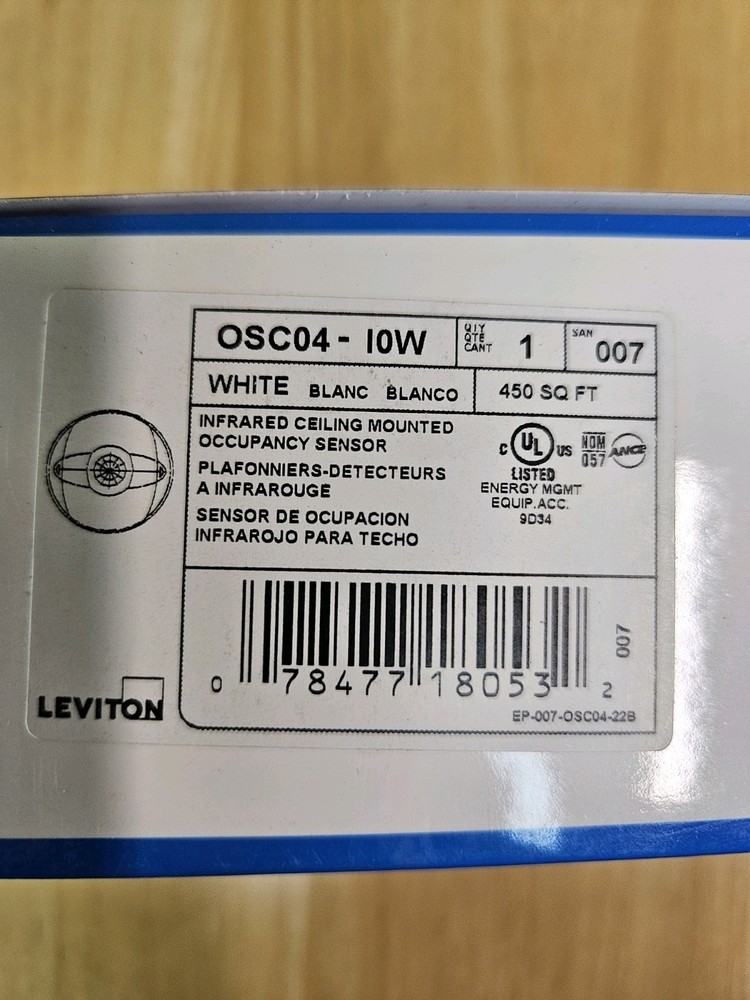 OSC04 - I0W
QTY
QTE
CANT
1
SAN
007
WHITE BLANC BLANCO
450 SQ FT
INFRARED CEILING MOUNTED
OCCUPANCY SENSOR
PLAFONNIERS-DETECTEURS
A INFRAROUGE
SENSOR DE OCUPACION
INFRAROJO PARA TECHO
C UL US
LISTED
NOM
057
ANCE
ENERGY MGMT
EQUIP.ACC.
9D34
0 78477 18053 2
007
EP-007-OSC04-22B
LEVITON